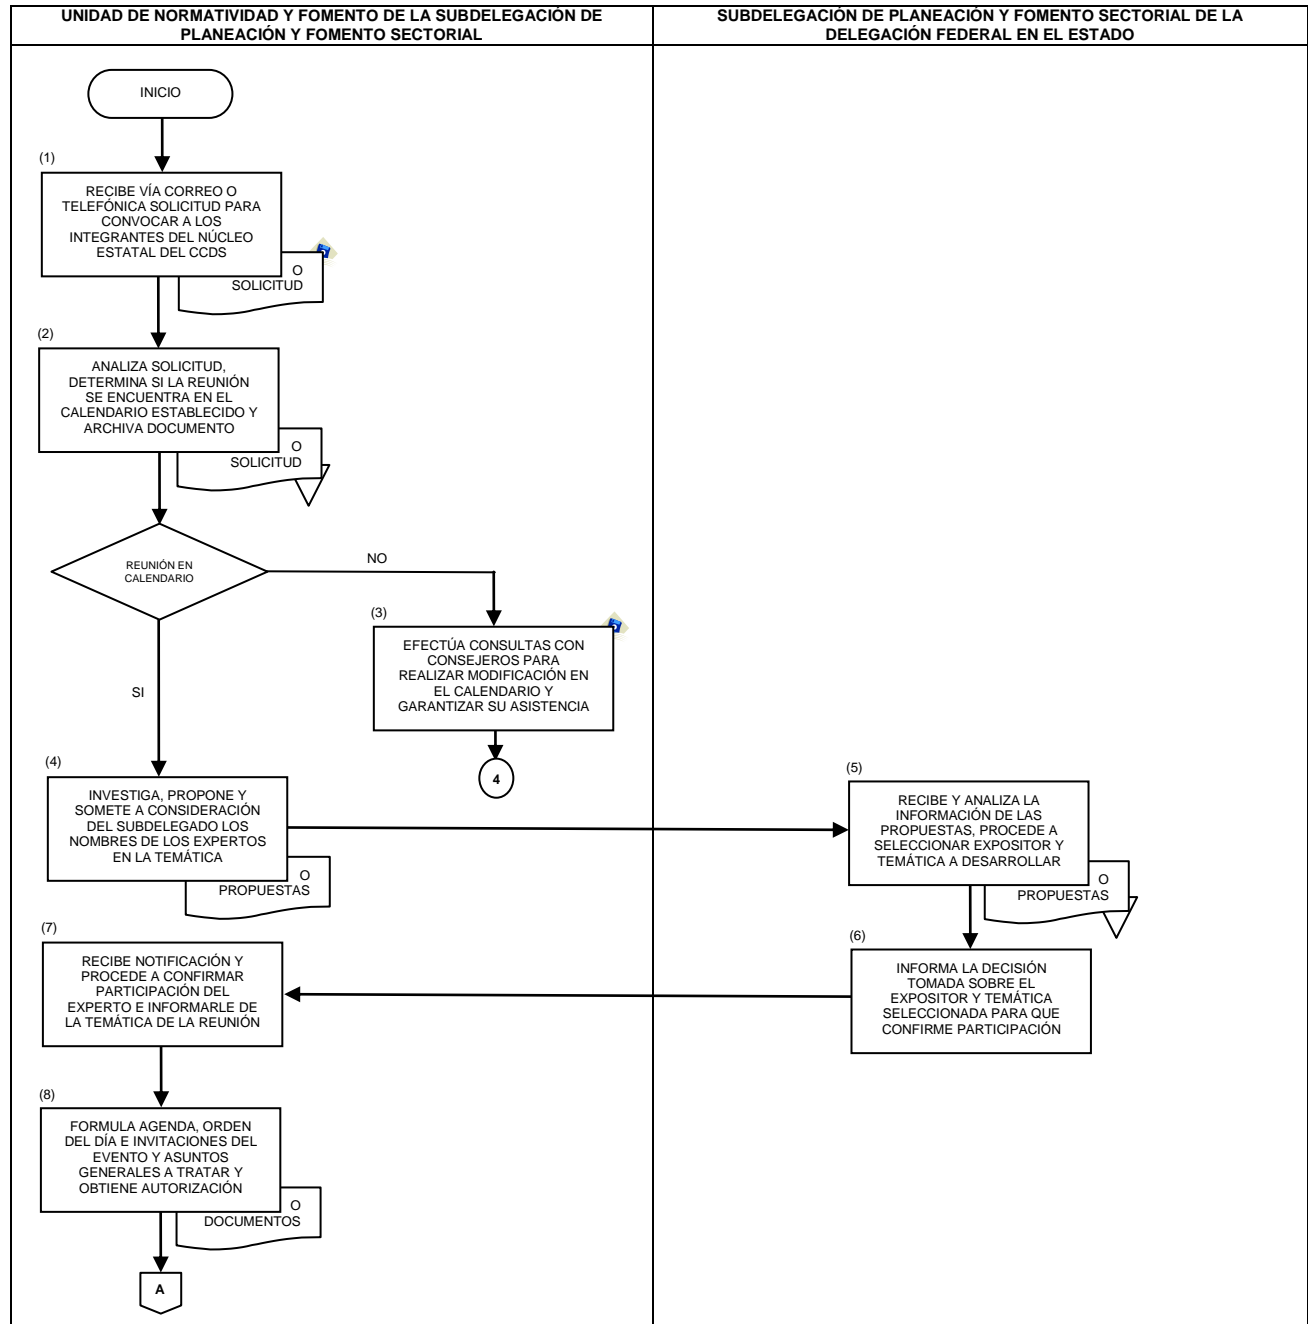 UNIDAD DE NORMATIVIDAD Y FOMENTO DE LA SUBDELEGACIÓN DE
PLANEACIÓN Y FOMENTO SECTORIAL
SUBDELEGACIÓN DE PLANEACIÓN Y FOMENTO SECTORIAL DE LA
DELEGACIÓN FEDERAL EN EL ESTADO
INICIO
(1)
RECIBE VÍA CORREO O
TELEFÓNICA SOLICITUD PARA
CONVOCAR A LOS
INTEGRANTES DEL NÚCLEO
ESTATAL DEL CCDS
O
SOLICITUD
(2)
ANALIZA SOLICITUD,
DETERMINA SI LA REUNIÓN
SE ENCUENTRA EN EL
CALENDARIO ESTABLECIDO Y
ARCHIVA DOCUMENTO
O
SOLICITUD
REUNIÓN EN
CALENDARIO
NO
(3)
EFECTÚA CONSULTAS CON
CONSEJEROS PARA
REALIZAR MODIFICACIÓN EN
EL CALENDARIO Y
GARANTIZAR SU ASISTENCIA
4
SI
(4)
INVESTIGA, PROPONE Y
SOMETE A CONSIDERACIÓN
DEL SUBDELEGADO LOS
NOMBRES DE LOS EXPERTOS
EN LA TEMÁTICA
O
PROPUESTAS
(5)
RECIBE Y ANALIZA LA
INFORMACIÓN DE LAS
PROPUESTAS, PROCEDE A
SELECCIONAR EXPOSITOR Y
TEMÁTICA A DESARROLLAR
O
PROPUESTAS
(6)
INFORMA LA DECISIÓN
TOMADA SOBRE EL
EXPOSITOR Y TEMÁTICA
SELECCIONADA PARA QUE
CONFIRME PARTICIPACIÓN
(7)
RECIBE NOTIFICACIÓN Y
PROCEDE A CONFIRMAR
PARTICIPACIÓN DEL
EXPERTO E INFORMARLE DE
LA TEMÁTICA DE LA REUNIÓN
(8)
FORMULA AGENDA, ORDEN
DEL DÍA E INVITACIONES DEL
EVENTO Y ASUNTOS
GENERALES A TRATAR Y
OBTIENE AUTORIZACIÓN
O
DOCUMENTOS
A